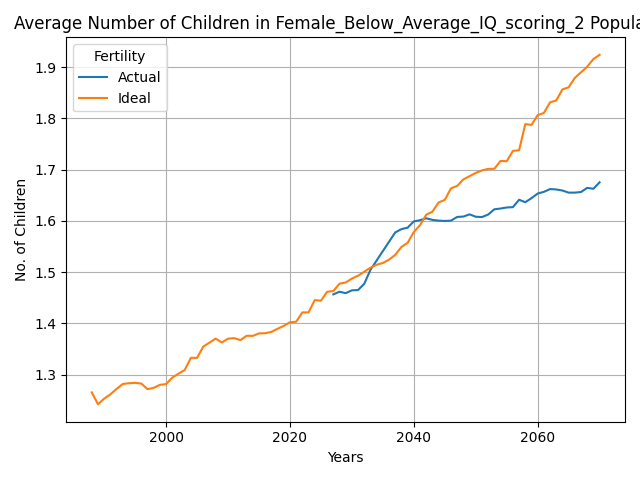 Average Number of Children in Female_Below_Average_IQ_scoring_2 Popula
Fertility
Actual
Ideal
No. of Children
1.9
1.8
1.7
1.6
1.5
1.4
1.3
2000 2020 2040 2060
Years